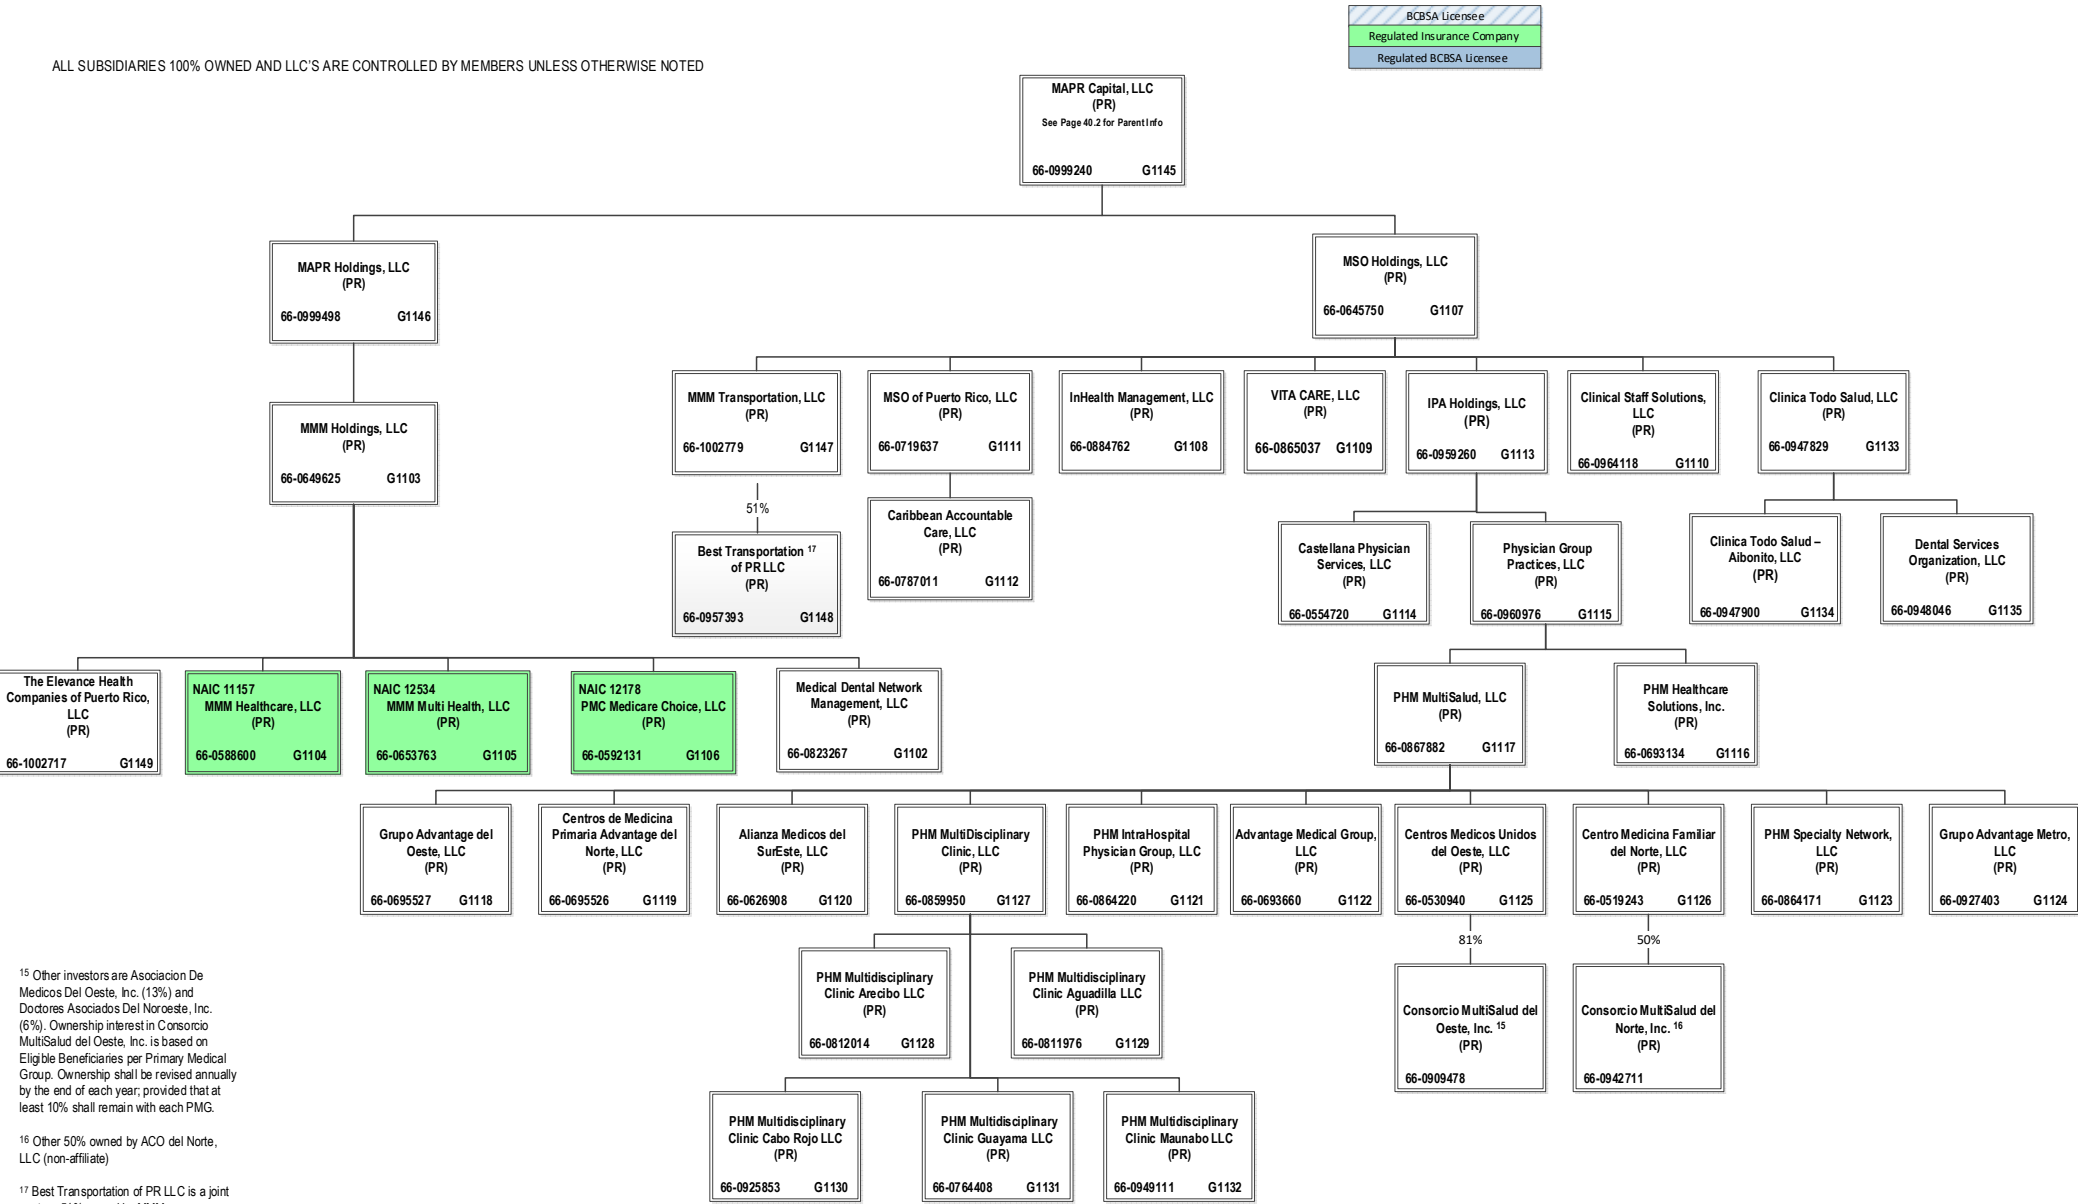 BCBSA Licensee
Regulated Insurance Company
Regulated BCBSA Licensee
ALL SUBSIDIARIES 100% OWNED AND LLC'S ARE CONTROLLED BY MEMBERS UNLESS OTHERWISE NOTED
MAPR Capital, LLC
(PR)
See Page 40.2 for Parent Info
66-0999240 G1145
MAPR Holdings, LLC
(PR)
66-0999498 G1146
MSO Holdings, LLC
(PR)
66-0645750 G1107
MMM Holdings, LLC
(PR)
66-0649625 G1103
MMM Transportation, LLC
(PR)
66-1002779 G1147
MSO of Puerto Rico, LLC
(PR)
66-0719637 G1111
InHealth Management, LLC
(PR)
66-0884762 G1108
VITA CARE, LLC
(PR)
66-0865037 G1109
IPA Holdings, LLC
(PR)
66-0959260 G1113
Clinical Staff Solutions,
LLC
(PR)
66-0964118 G1110
Clinica Todo Salud, LLC
(PR)
66-0947829 G1133
51%
Best Transportation 17
of PR LLC
(PR)
66-0957393 G1148
Caribbean Accountable
Care, LLC
(PR)
66-0787011 G1112
Castellana Physician
Services, LLC
(PR)
66-0554720 G1114
Physician Group
Practices, LLC
(PR)
66-0960976 G1115
Clinica Todo Salud –
Aibonito, LLC
(PR)
66-0947900 G1134
Dental Services
Organization, LLC
(PR)
66-0948046 G1135
The Elevance Health
Companies of Puerto Rico,
LLC
(PR)
66-1002717 G1149
NAIC 11157
MMM Healthcare, LLC
(PR)
66-0588600 G1104
NAIC 12534
MMM Multi Health, LLC
(PR)
66-0653763 G1105
NAIC 12178
PMC Medicare Choice, LLC
(PR)
66-0592131 G1106
Medical Dental Network
Management, LLC
(PR)
66-0823267 G1102
PHM MultiSalud, LLC
(PR)
66-0867882 G1117
PHM Healthcare
Solutions, Inc.
(PR)
66-0693134 G1116
Grupo Advantage del
Oeste, LLC
(PR)
66-0695527 G1118
Centros de Medicina
Primaria Advantage del
Norte, LLC
(PR)
66-0695526 G1119
Alianza Medicos del
SurEste, LLC
(PR)
66-0626908 G1120
PHM MultiDisciplinary
Clinic, LLC
(PR)
66-0859950 G1127
PHM IntraHospital
Physician Group, LLC
(PR)
66-0864220 G1121
Advantage Medical Group,
LLC
(PR)
66-0693660 G1122
Centros Medicos Unidos
del Oeste, LLC
(PR)
66-0530940 G1125
Centro Medicina Familiar
del Norte, LLC
(PR)
66-0519243 G1126
PHM Specialty Network,
LLC
(PR)
66-0864171 G1123
Grupo Advantage Metro,
LLC
(PR)
66-0927403 G1124
81%
50%
PHM Multidisciplinary
Clinic Arecibo LLC
(PR)
66-0812014 G1128
PHM Multidisciplinary
Clinic Aguadilla LLC
(PR)
66-0811976 G1129
Consorcio MultiSalud del
Oeste, Inc. 15
(PR)
66-0909478
Consorcio MultiSalud del
Norte, Inc. 16
(PR)
66-0942711
PHM Multidisciplinary
Clinic Cabo Rojo LLC
(PR)
66-0925853 G1130
PHM Multidisciplinary
Clinic Guayama LLC
(PR)
66-0764408 G1131
PHM Multidisciplinary
Clinic Maunabo LLC
(PR)
66-0949111 G1132
15 Other investors are Asociacion De
Medicos Del Oeste, Inc. (13%) and
Doctores Asociados Del Noroeste, Inc.
(6%). Ownership interest in Consorcio
MultiSalud del Oeste, Inc. is based on
Eligible Beneficiaries per Primary Medical
Group. Ownership shall be revised annually
by the end of each year; provided that at
least 10% shall remain with each PMG.
16 Other 50% owned by ACO del Norte,
LLC (non-affiliate)
17 Best Transportation of PR LLC is a joint